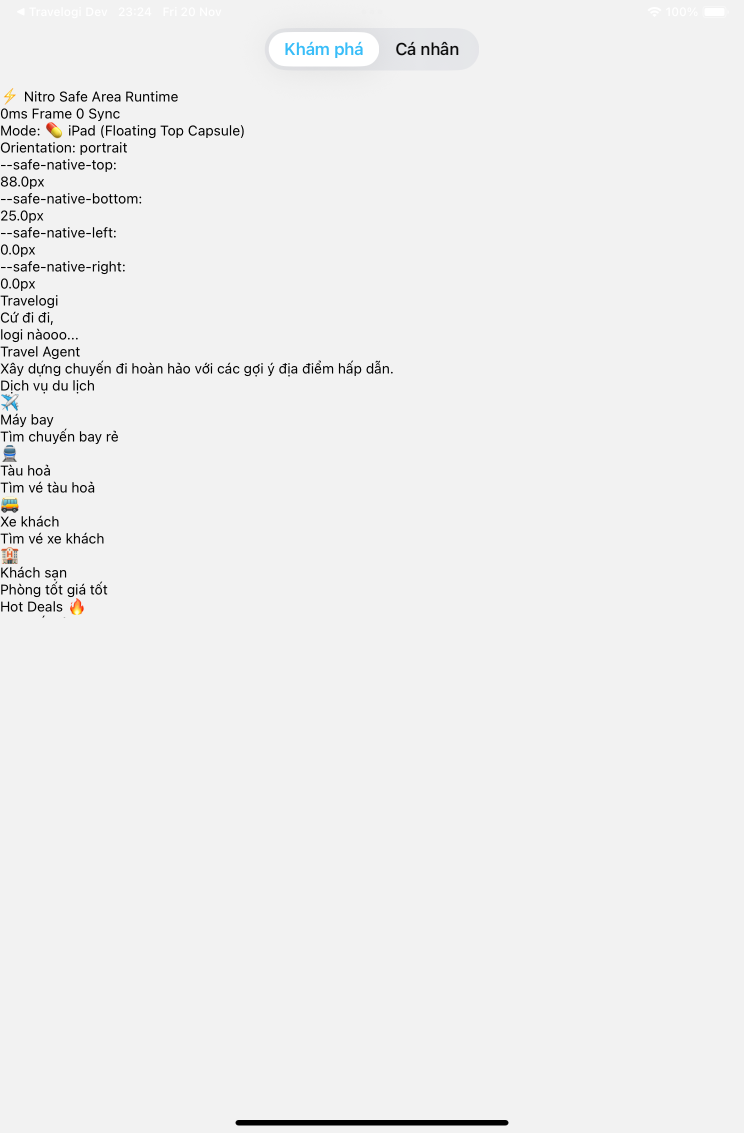 ◀ Travelogi Dev 23:24 Fri 20 Nov 100%
Khám phá Cá nhân
⚡ Nitro Safe Area Runtime
0ms Frame 0 Sync
Mode: 💊 iPad (Floating Top Capsule)
Orientation: portrait
--safe-native-top:
88.0px
--safe-native-bottom:
25.0px
--safe-native-left:
0.0px
--safe-native-right:
0.0px
Travelogi
Cứ đi đi,
logi nàooo...
Travel Agent
Xây dựng chuyến đi hoàn hảo với các gợi ý địa điểm hấp dẫn.
Dịch vụ du lịch
✈️
Máy bay
Tìm chuyến bay rẻ
🚆
Tàu hoả
Tìm vé tàu hoả
🚌
Xe khách
Tìm vé xe khách
🏨
Khách sạn
Phòng tốt giá tốt
Hot Deals 🔥